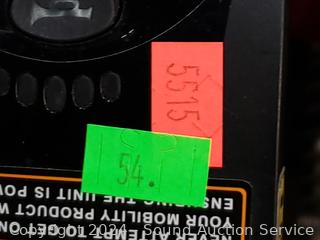 5515
54.
NEVER ATTEMPT TO
YOUR MOBILITY PRODUCT W
ENSURING THE UNIT IS POW
Copyright 2024 Sound Auction Service